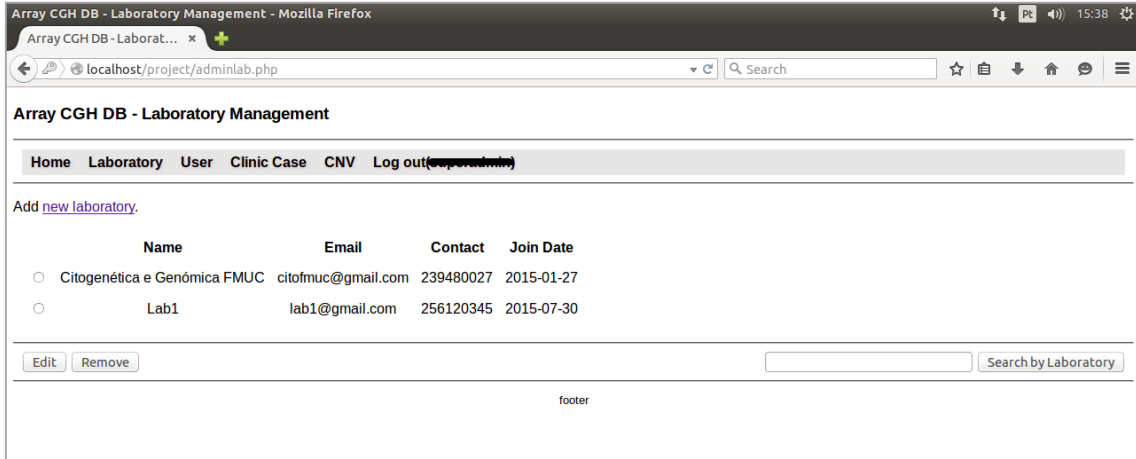 Array CGH DB - Laboratory Management - Mozilla Firefox Pt 15:38
Array CGH DB - Laborat...
localhost/project/adminlab.php Search
Array CGH DB - Laboratory Management
Home Laboratory User Clinic Case CNV Log out
Add new laboratory.
Name Email Contact Join Date
Citogenética e Genómica FMUC citofmuc@gmail.com 239480027 2015-01-27
Lab1 lab1@gmail.com 256120345 2015-07-30
Edit Remove Search by Laboratory
footer